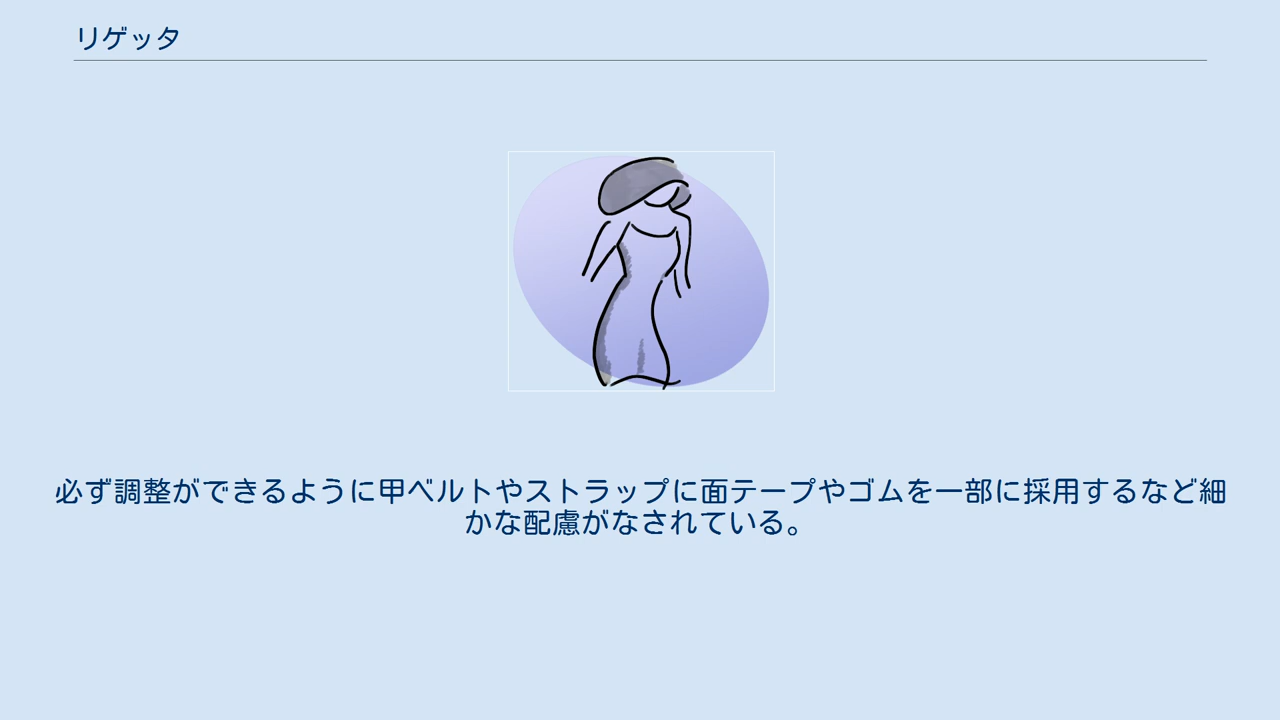 リゲッタ
必ず調整ができるように甲ベルトやストラップに面テープやゴムを一部に採用するなど細
かな配慮がなされている。